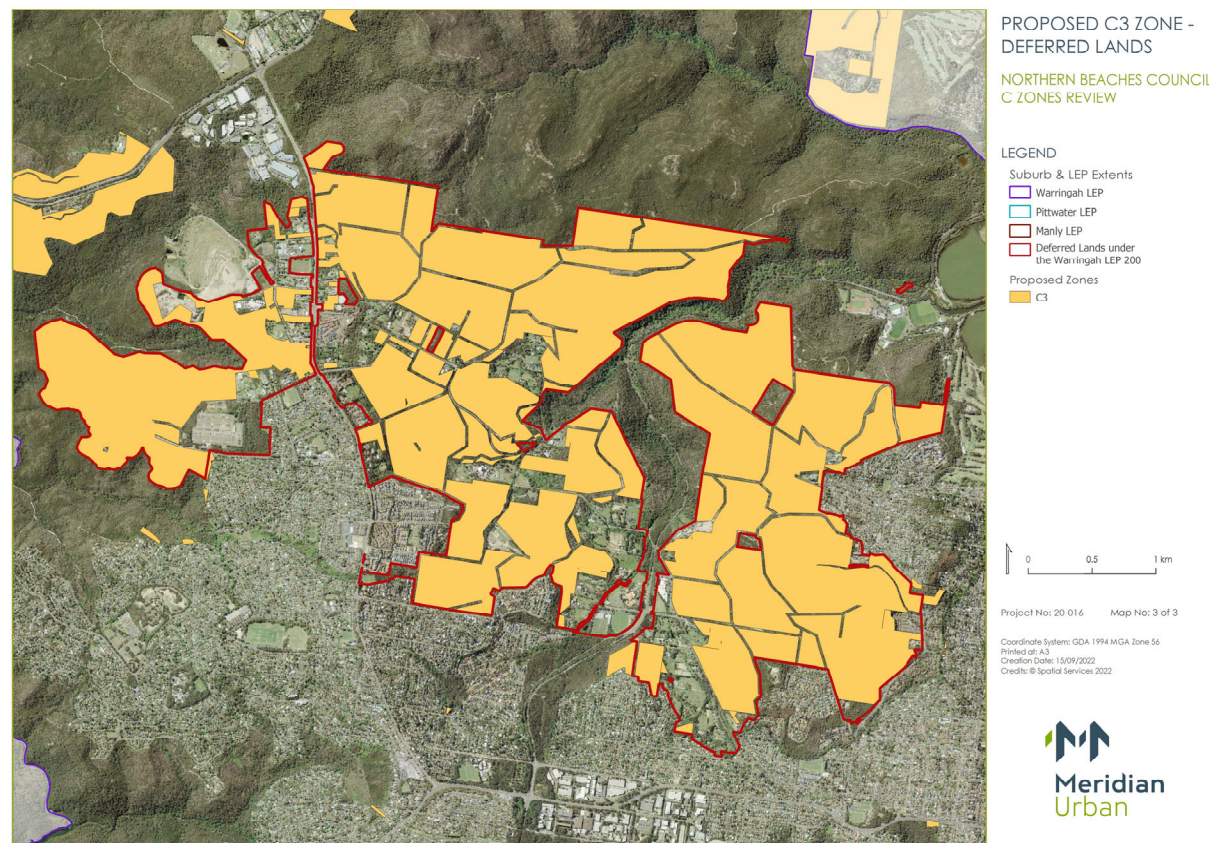 PROPOSED C3 ZONE -
DEFERRED LANDS
NORTHERN BEACHES COUNCIL
C ZONES REVIEW
LEGEND
Suburb & LEP Extents
Warringah LEP
Pittwater LEP
Manly LEP
Deferred Lands under
the Warringah LEP 200
Proposed Zones
C3
0 0.5 1 km
Project No: 20 016 Map No: 3 of 3
Coordinate System: GDA 1994 MGA Zone 56
Printed at: A3
Creation Date: 15/09/2022
Credits: © Spatial Services 2022
Meridian
Urban